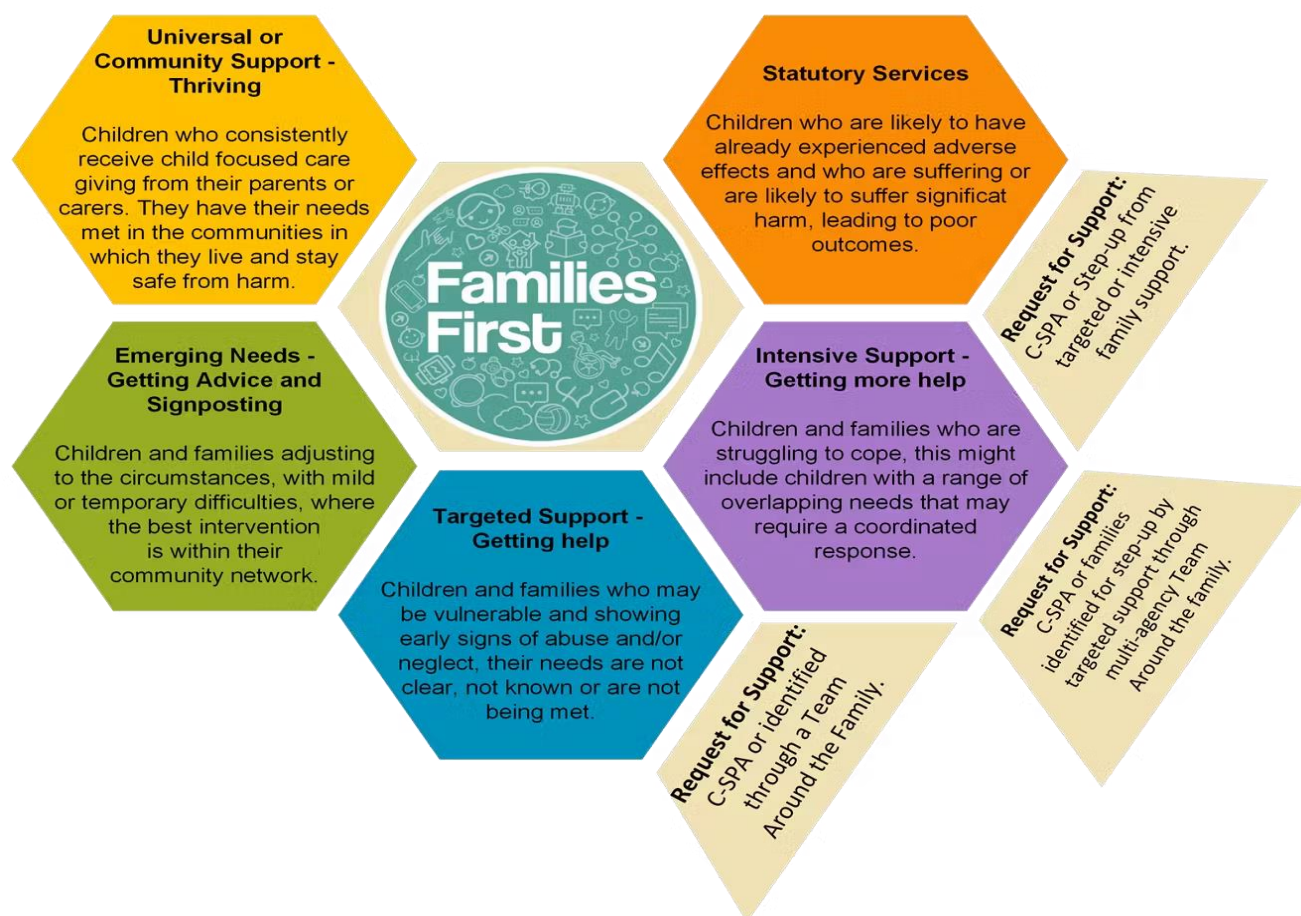 Universal or
Community Support -
Thriving
Children who consistently
receive child focused care
giving from their parents or
carers. They have their needs
met in the communities in
which they live and stay
safe from harm.
Emerging Needs -
Getting Advice and
Signposting
Children and families adjusting
to the circumstances, with mild
or temporary difficulties, where
the best intervention
is within their
community network.
Families
First
Targeted Support -
Getting help
Children and families who may
be vulnerable and showing
early signs of abuse and/or
neglect, their needs are not
clear, not known or are not
being met.
Request for Support:
C-SPA or identified
through a Team
Around the Family.
Intensive Support -
Getting more help
Children and families who are
struggling to cope, this might
include children with a range of
overlapping needs that may
require a coordinated
response.
Request for Support:
C-SPA or families
identified for step-up by
targeted support through
multi-agency Team
Around the family.
Statutory Services
Children who are likely to have
already experienced adverse
effects and who are suffering or
are likely to suffer significat
harm, leading to poor
outcomes.
Request for Support:
C-SPA or Step-up from
targeted or intensive
family support.